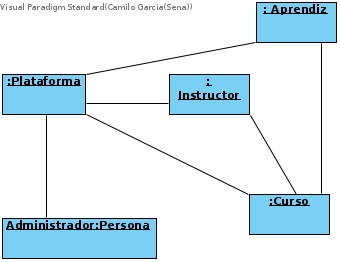 Visual Paradigm Standard(Camilo Garcia(Sena))
: Aprendiz
:Plataforma
:
Instructor
:Curso
Administrador:Persona